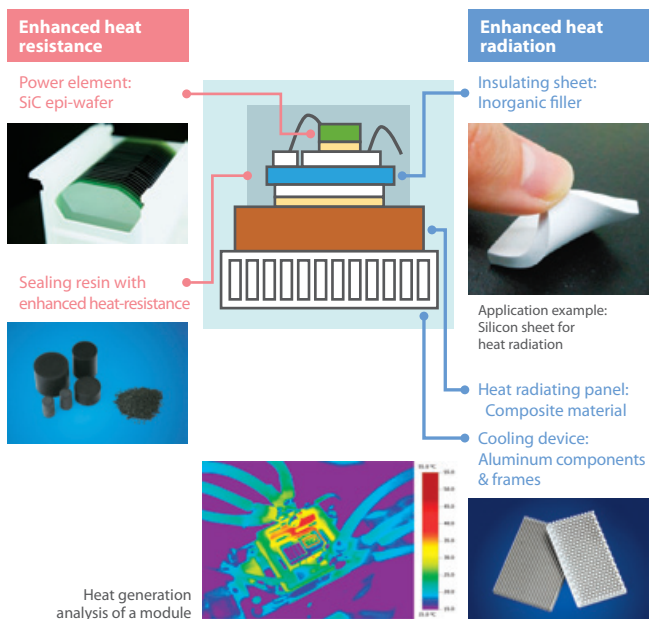 Enhanced heat
resistance
Enhanced heat
radiation
Power element:
SiC epi-wafer
Insulating sheet:
Inorganic filler
Sealing resin with
enhanced heat-resistance
Application example:
Silicon sheet for
heat radiation
Heat radiating panel:
Composite material
Cooling device:
Aluminum components
& frames
Heat generation
analysis of a module